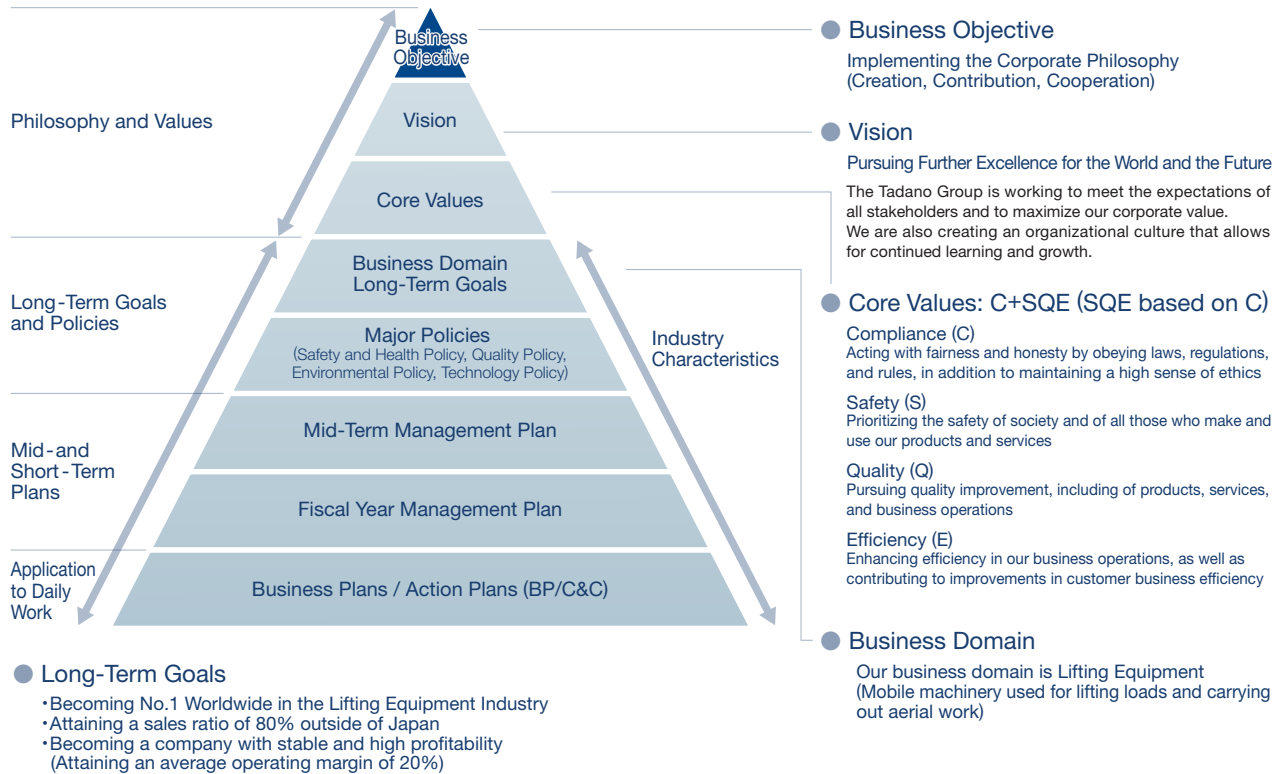 Business
Objective
Vision
Core Values
Business Domain
Long-Term Goals
Major Policies
(Safety and Health Policy, Quality Policy,
Environmental Policy, Technology Policy)
Mid-Term Management Plan
Fiscal Year Management Plan
Business Plans / Action Plans (BP/C&C)
Philosophy and Values
Long-Term Goals
and Policies
Mid-and
Short-Term
Plans
Application
to Daily
Work
Industry
Characteristics
Business Objective
Implementing the Corporate Philosophy
(Creation, Contribution, Cooperation)
Vision
Pursuing Further Excellence for the World and the Future
The Tadano Group is working to meet the expectations of
all stakeholders and to maximize our corporate value.
We are also creating an organizational culture that allows
for continued learning and growth.
Core Values: C+SQE (SQE based on C)
Compliance (C)
Acting with fairness and honesty by obeying laws, regulations,
and rules, in addition to maintaining a high sense of ethics
Safety (S)
Prioritizing the safety of society and of all those who make and
use our products and services
Quality (Q)
Pursuing quality improvement, including of products, services,
and business operations
Efficiency (E)
Enhancing efficiency in our business operations, as well as
contributing to improvements in customer business efficiency
Business Domain
Our business domain is Lifting Equipment
(Mobile machinery used for lifting loads and carrying
out aerial work)
Long-Term Goals
・Becoming No.1 Worldwide in the Lifting Equipment Industry
・Attaining a sales ratio of 80% outside of Japan
・Becoming a company with stable and high profitability
(Attaining an average operating margin of 20%)